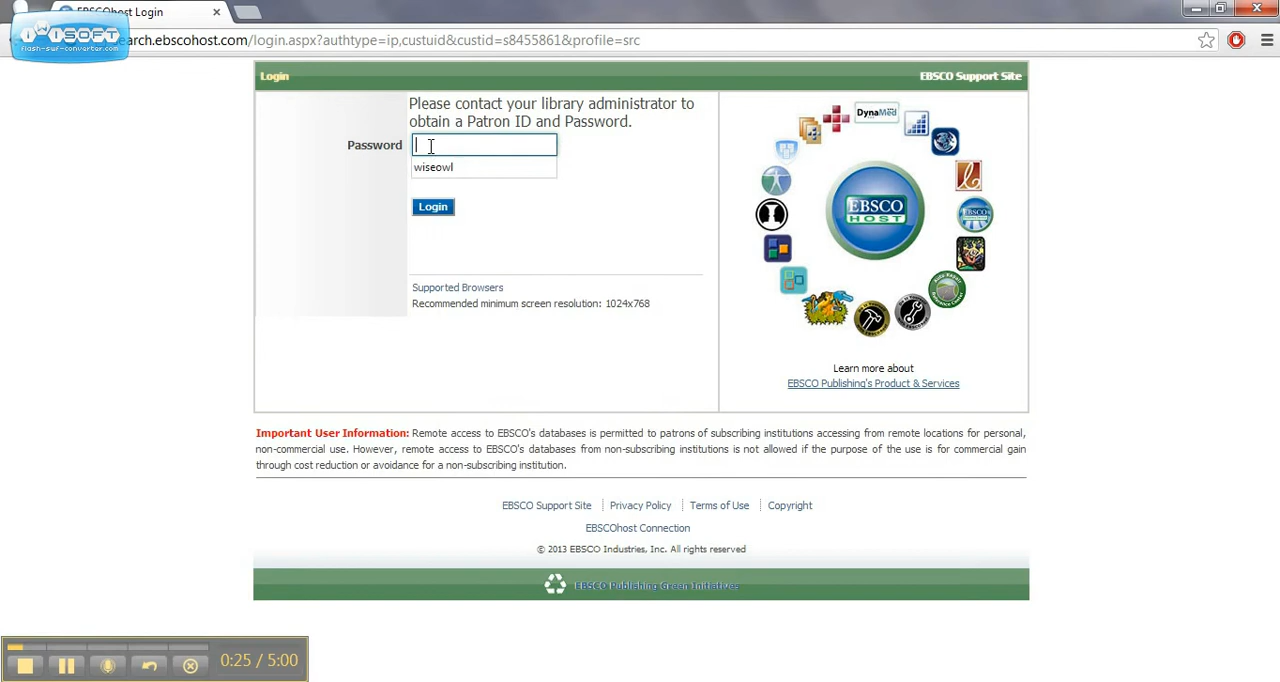 EBSCOhost Login
iWiSOFT
flash-swf-converter.com
earch.ebscohost.com/login.aspx?authtype=ip,custuid&custid=s8455861&profile=src
Login
EBSCO Support Site
Please contact your library administrator to
obtain a Patron ID and Password.
Password
wiseowl
Login
Supported Browsers
Recommended minimum screen resolution: 1024x768
DynaMed
EBSCO
HOST
Learn more about
EBSCO Publishing's Product & Services
Important User Information: Remote access to EBSCO's databases is permitted to patrons of subscribing institutions accessing from remote locations for personal,
non-commercial use. However, remote access to EBSCO's databases from non-subscribing institutions is not allowed if the purpose of the use is for commercial gain
through cost reduction or avoidance for a non-subscribing institution.
EBSCO Support Site
Privacy Policy
Terms of Use
Copyright
EBSCOhost Connection
© 2013 EBSCO Industries, Inc. All rights reserved
EBSCO Publishing Green Initiatives
0:25 / 5:00